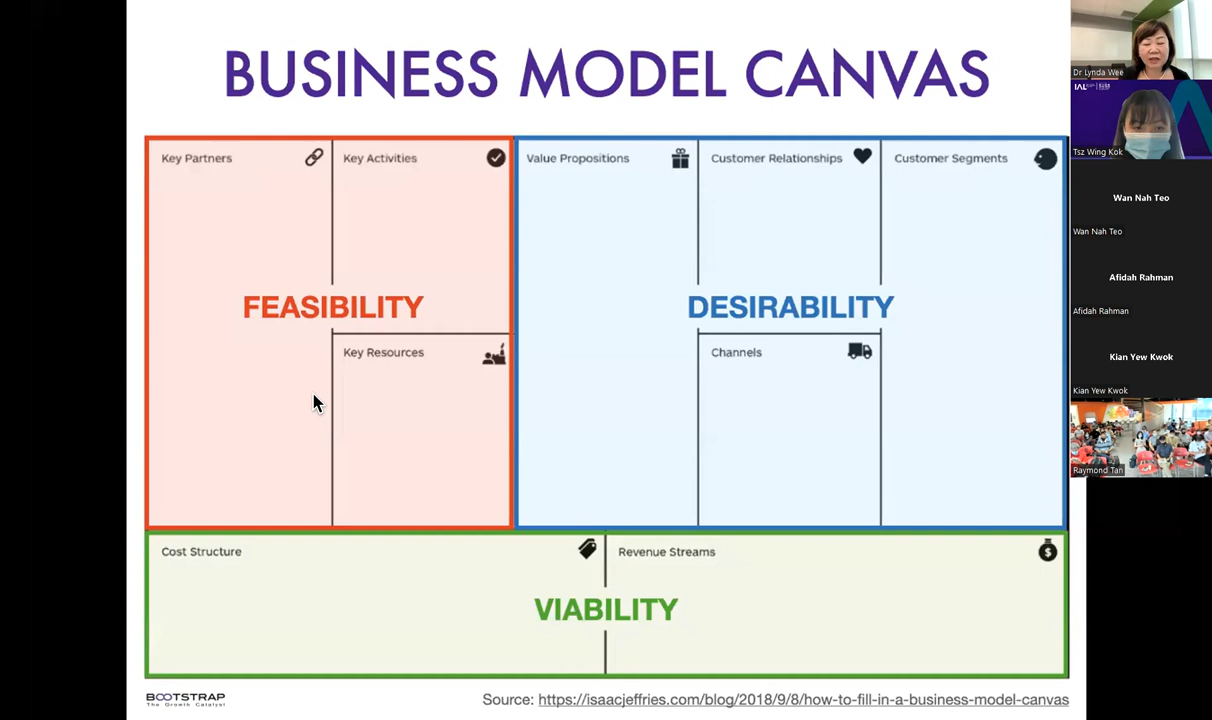 BUSINESS MODEL CANVAS
Key Partners
Key Activities
Value Propositions
Customer Relationships
Customer Segments
FEASIBILITY
DESIRABILITY
Key Resources
Channels
Cost Structure
Revenue Streams
VIABILITY
BOOTSTRAP
The Growth Catalyst
Source: https://isaacjeffries.com/blog/2018/9/8/how-to-fill-in-a-business-model-canvas
Dr Lynda Wee
IAL
Tsz Wing Kok
Wan Nah Teo
Wan Nah Teo
Afidah Rahman
Afidah Rahman
Kian Yew Kwok
Kian Yew Kwok
Raymond Tan